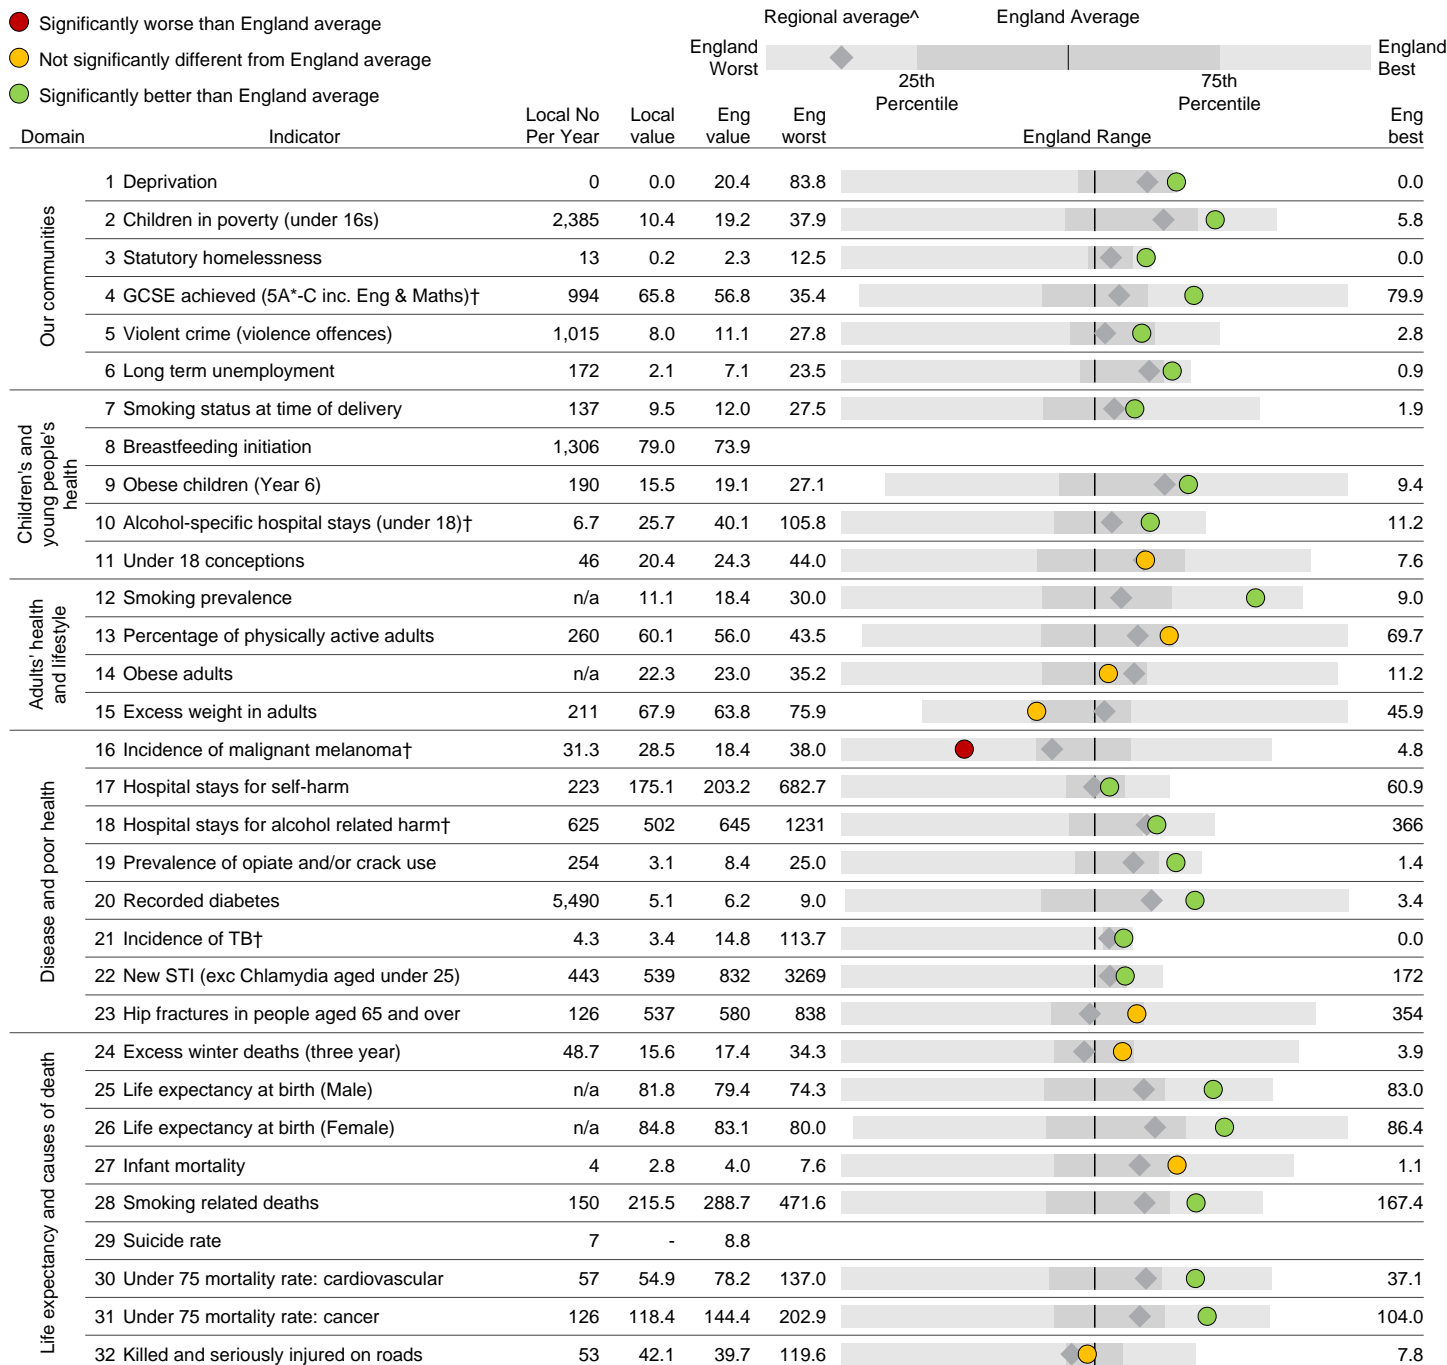 Significantly worse than England average
Not significantly different from England average
Significantly better than England average
Regional average^ England Average
England Worst England Best
25th Percentile 75th Percentile
Domain Indicator Local No Per Year Local value Eng value Eng worst England Range Eng best
Our communities
1 Deprivation 0 0.0 20.4 83.8 0.0
2 Children in poverty (under 16s) 2,385 10.4 19.2 37.9 5.8
3 Statutory homelessness 13 0.2 2.3 12.5 0.0
4 GCSE achieved (5A*-C inc. Eng & Maths)† 994 65.8 56.8 35.4 79.9
5 Violent crime (violence offences) 1,015 8.0 11.1 27.8 2.8
6 Long term unemployment 172 2.1 7.1 23.5 0.9
Children's and young people's health
7 Smoking status at time of delivery 137 9.5 12.0 27.5 1.9
8 Breastfeeding initiation 1,306 79.0 73.9
9 Obese children (Year 6) 190 15.5 19.1 27.1 9.4
10 Alcohol-specific hospital stays (under 18)† 6.7 25.7 40.1 105.8 11.2
11 Under 18 conceptions 46 20.4 24.3 44.0 7.6
Adults' health and lifestyle
12 Smoking prevalence n/a 11.1 18.4 30.0 9.0
13 Percentage of physically active adults 260 60.1 56.0 43.5 69.7
14 Obese adults n/a 22.3 23.0 35.2 11.2
15 Excess weight in adults 211 67.9 63.8 75.9 45.9
Disease and poor health
16 Incidence of malignant melanoma† 31.3 28.5 18.4 38.0 4.8
17 Hospital stays for self-harm 223 175.1 203.2 682.7 60.9
18 Hospital stays for alcohol related harm† 625 502 645 1231 366
19 Prevalence of opiate and/or crack use 254 3.1 8.4 25.0 1.4
20 Recorded diabetes 5,490 5.1 6.2 9.0 3.4
21 Incidence of TB† 4.3 3.4 14.8 113.7 0.0
22 New STI (exc Chlamydia aged under 25) 443 539 832 3269 172
23 Hip fractures in people aged 65 and over 126 537 580 838 354
Life expectancy and causes of death
24 Excess winter deaths (three year) 48.7 15.6 17.4 34.3 3.9
25 Life expectancy at birth (Male) n/a 81.8 79.4 74.3 83.0
26 Life expectancy at birth (Female) n/a 84.8 83.1 80.0 86.4
27 Infant mortality 4 2.8 4.0 7.6 1.1
28 Smoking related deaths 150 215.5 288.7 471.6 167.4
29 Suicide rate 7 - 8.8
30 Under 75 mortality rate: cardiovascular 57 54.9 78.2 137.0 37.1
31 Under 75 mortality rate: cancer 126 118.4 144.4 202.9 104.0
32 Killed and seriously injured on roads 53 42.1 39.7 119.6 7.8